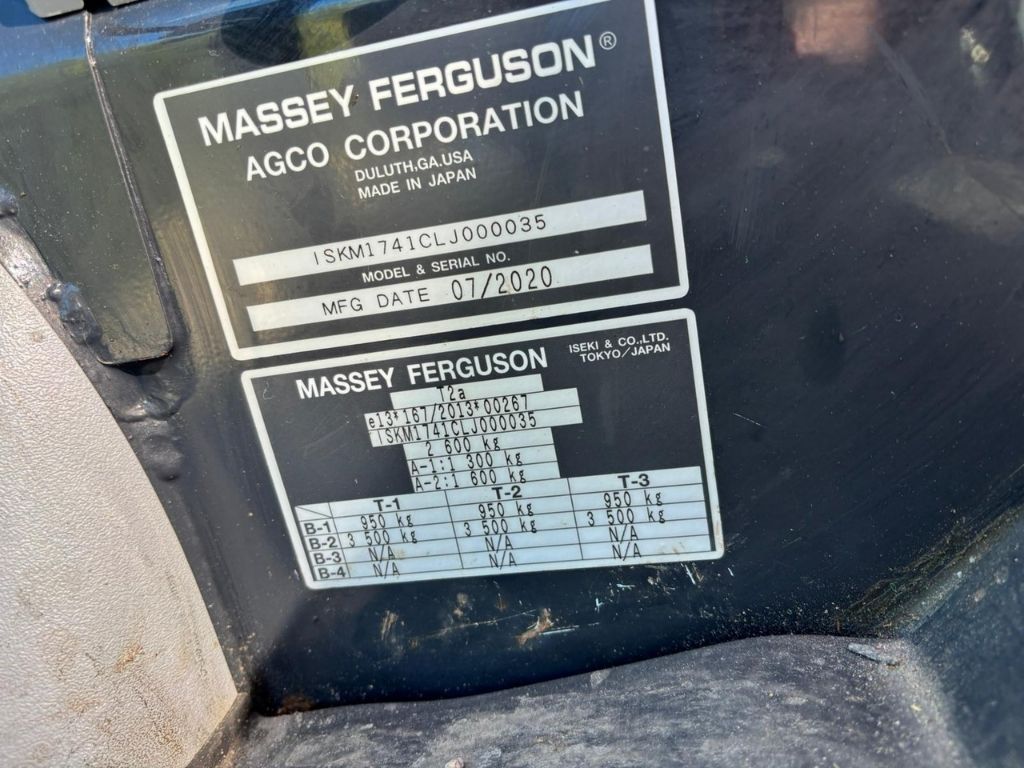 MASSEY FERGUSON®
AGCO CORPORATION
DULUTH,GA.USA
MADE IN JAPAN
ISKM1741CLJ000035
MODEL & SERIAL NO.
MFG DATE 07/2020
MASSEY FERGUSON
ISEKI & CO.,LTD.
TOKYO/JAPAN
T2a
e13*167/2013*00267
ISKM1741CLJ000035
2 600 kg
A-1:1 300 kg
A-2:1 600 kg
T-1 T-2 T-3
B-1 950 kg 950 kg 950 kg
B-2 3 500 kg 3 500 kg 3 500 kg
B-3 N/A N/A N/A
B-4 N/A N/A N/A